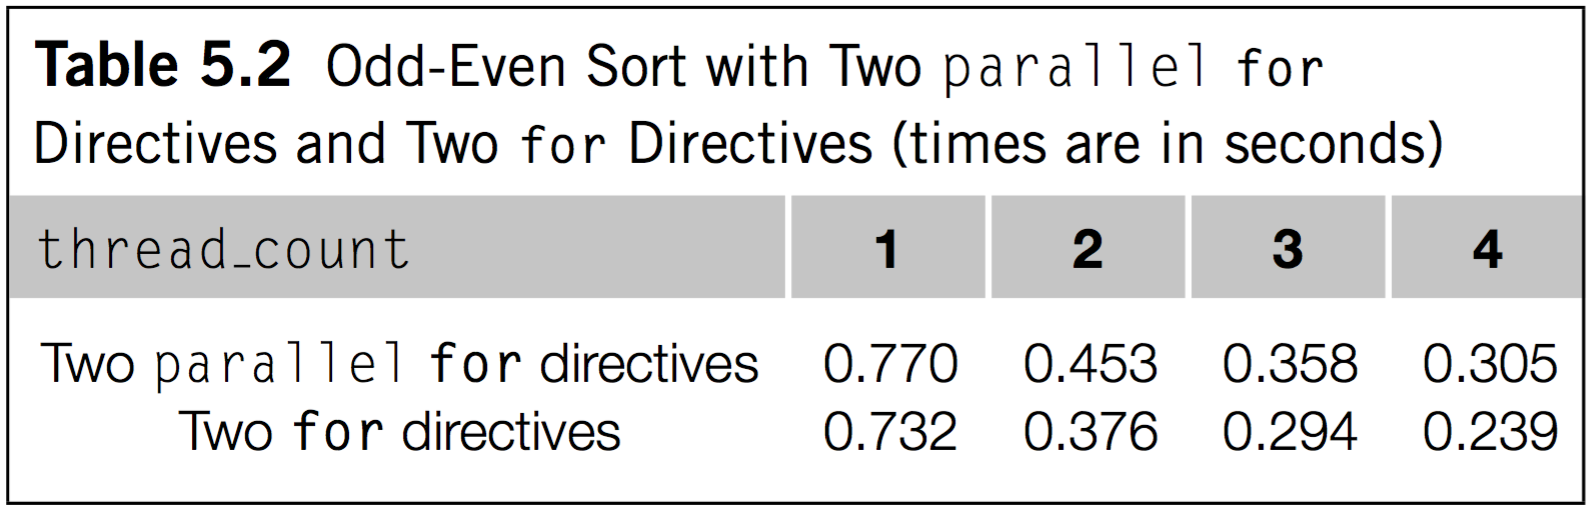 Table 5.2 Odd-Even Sort with Two parallel for
Directives and Two for Directives (times are in seconds)
thread_count 1 2 3 4
Two parallel for directives 0.770 0.453 0.358 0.305
Two for directives 0.732 0.376 0.294 0.239